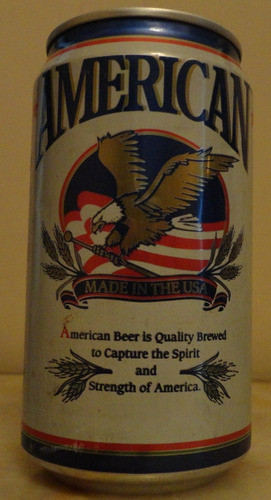 AMERICAN
MADE IN THE USA
American Beer is Quality Brewed
to Capture the Spirit
and
Strength of America.